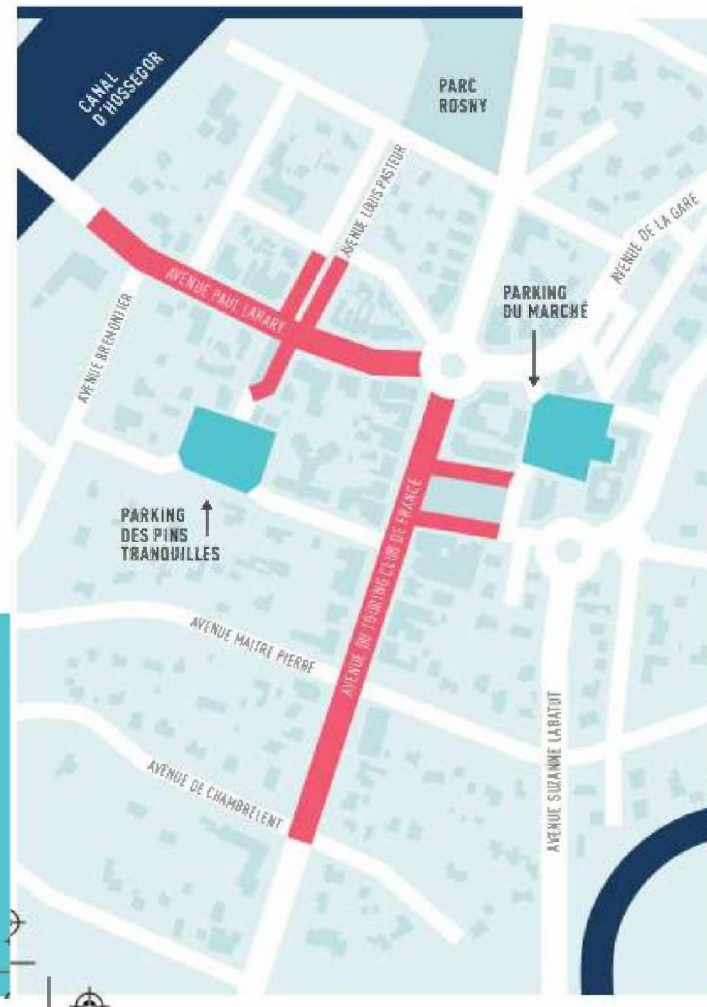 CANAL
D'HOSSEGOR
PARC
ROSNY
AVENUE LOUIS PASTEUR
AVENUE DE LA GARE
AVENUE PAUL LAHARY
PARKING
DU MARCHÉ
AVENUE BREMONTIER
PARKING
DES PINS
TRANQUILLES
AVENUE DU TOURING CLUB DE FRANCE
AVENUE MAITRE PIERRE
AVENUE DE CHAMBRELENT
AVENUE SUZANNE LABATUT